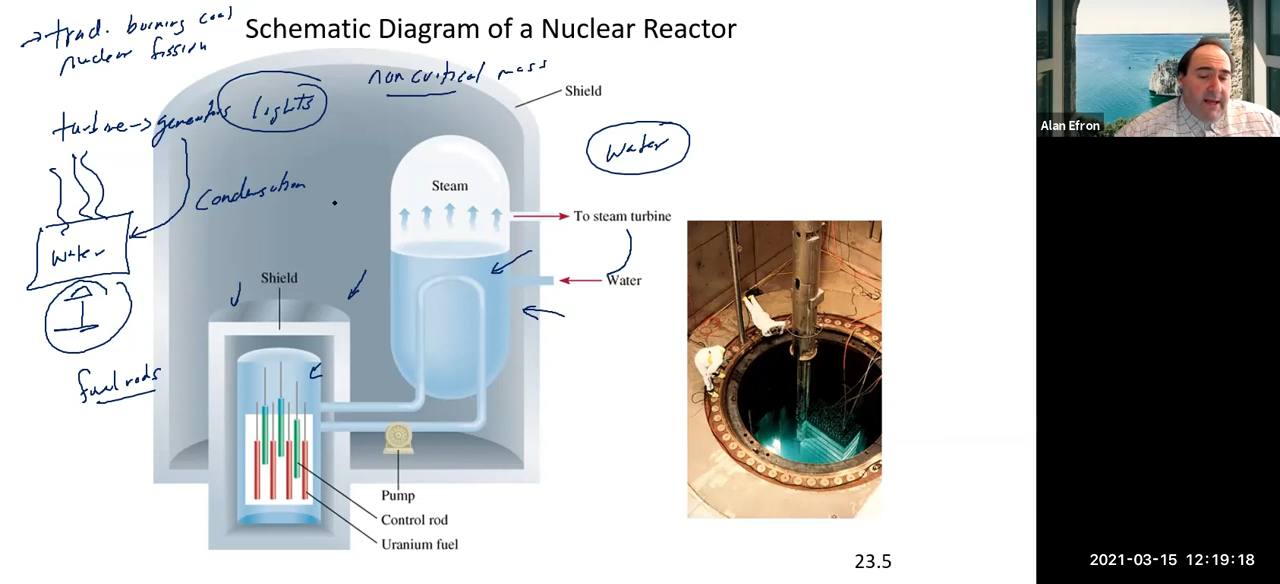 Schematic Diagram of a Nuclear Reactor
→ trad. burning coal
nuclear fission
non critical mass
Shield
turbine → generators lights
Water
Steam
Condensation
To steam turbine
Water
Water
Shield
fuel rods
Pump
Control rod
Uranium fuel
23.5
Alan Efron
2021-03-15 12:19:18